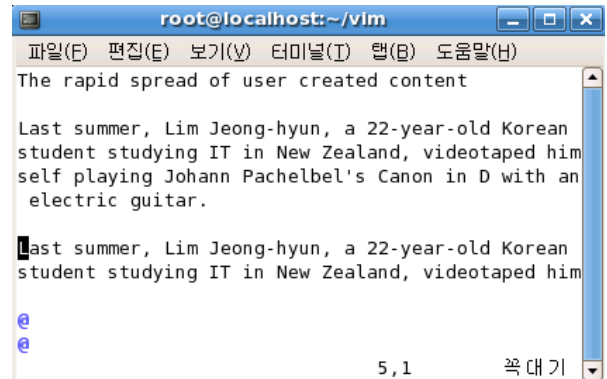 root@localhost:~/vim
파일(F) 편집(E) 보기(V) 터미널(T) 탭(B) 도움말(H)
The rapid spread of user created content
Last summer, Lim Jeong-hyun, a 22-year-old Korean
student studying IT in New Zealand, videotaped him
self playing Johann Pachelbel's Canon in D with an
electric guitar.
Last summer, Lim Jeong-hyun, a 22-year-old Korean
student studying IT in New Zealand, videotaped him
@
@
5,1 꼭대기